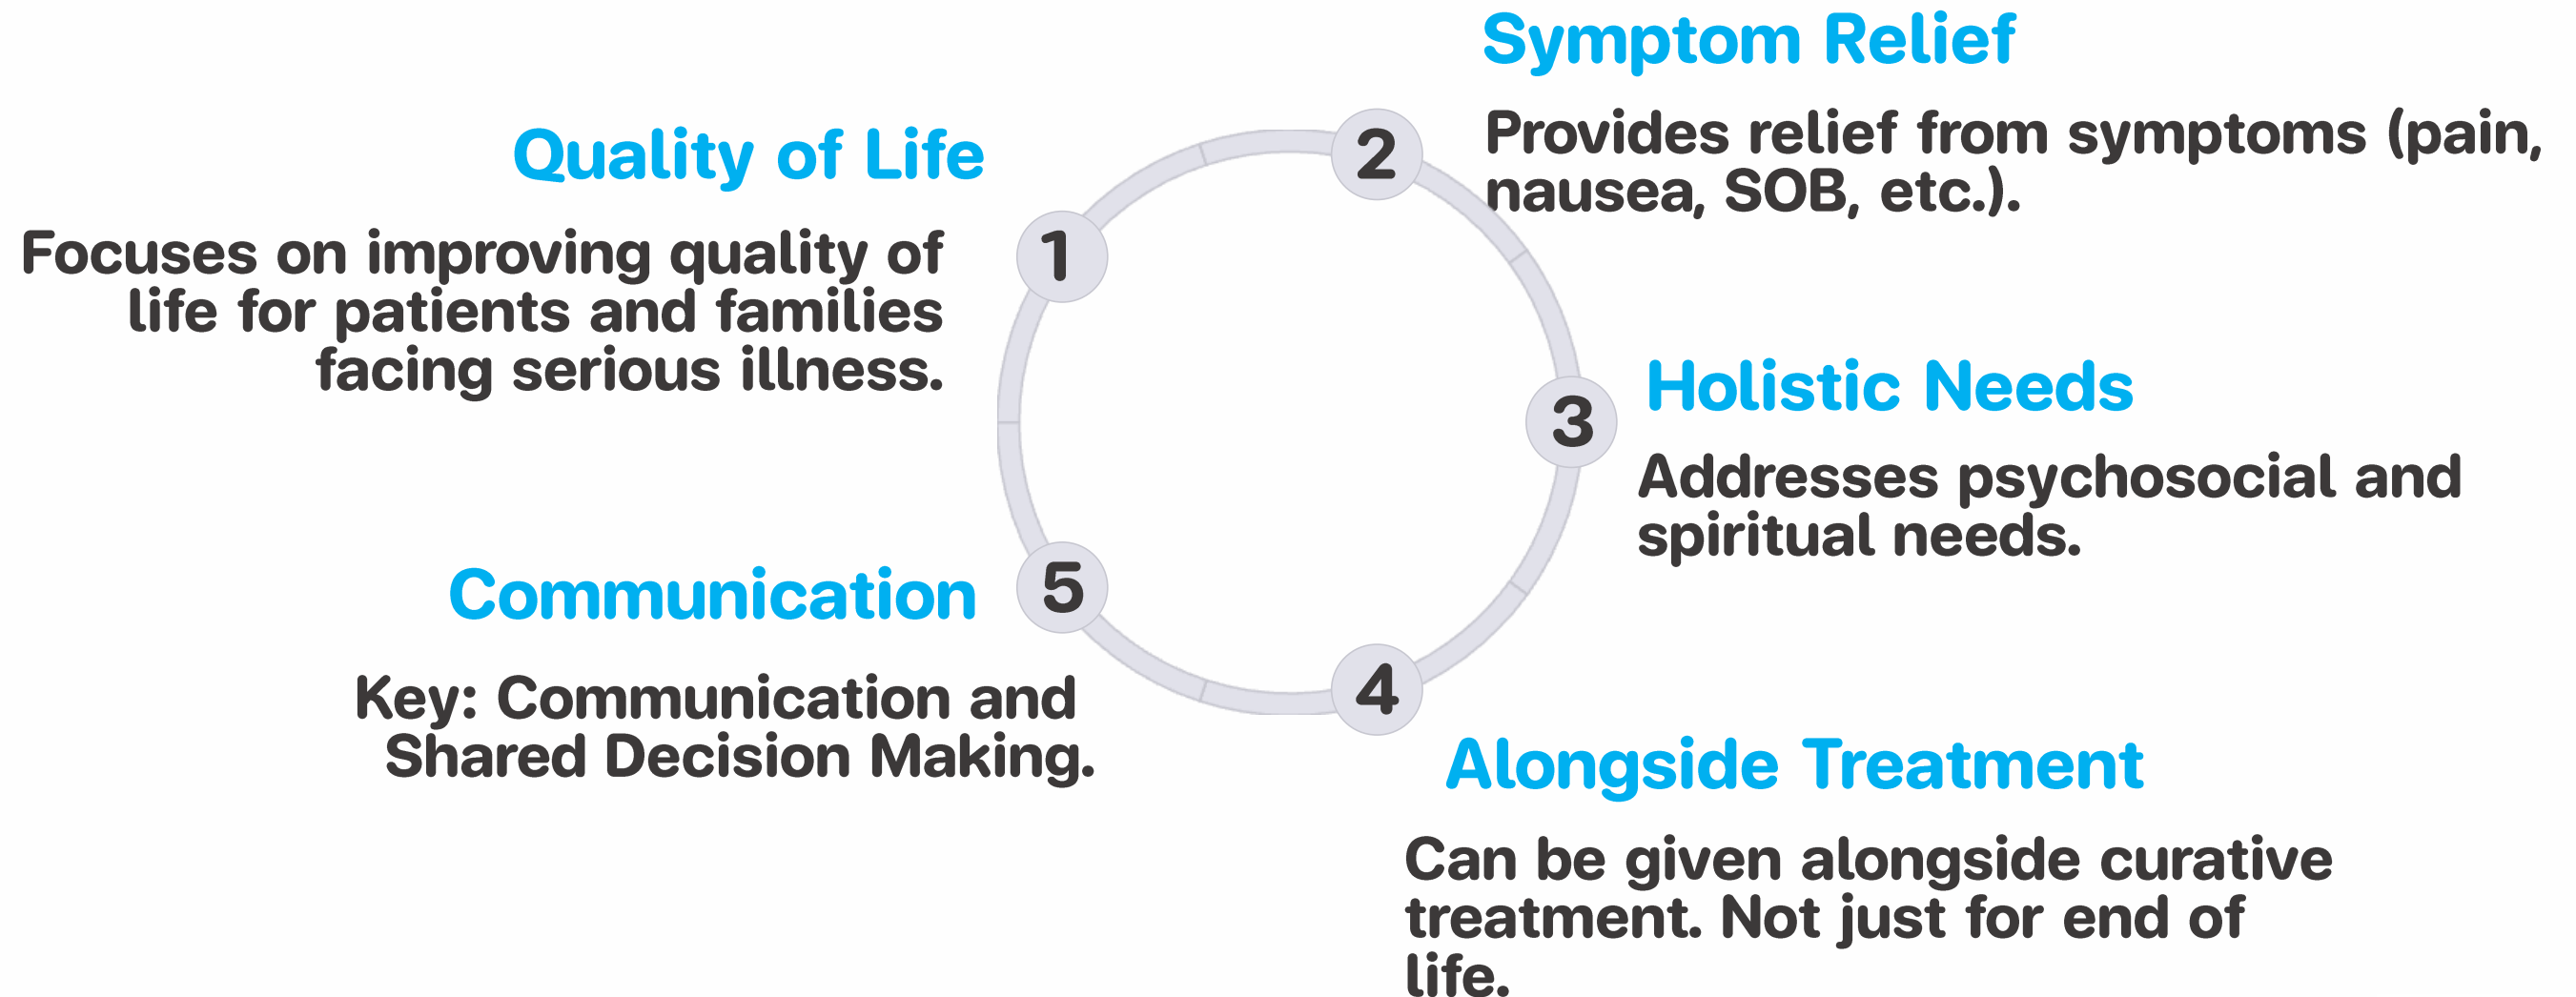 1
Quality of Life
Focuses on improving quality of
life for patients and families
facing serious illness.
2
Symptom Relief
Provides relief from symptoms (pain,
nausea, SOB, etc.).
3
Holistic Needs
Addresses psychosocial and
spiritual needs.
4
Alongside Treatment
Can be given alongside curative
treatment. Not just for end of
life.
5
Communication
Key: Communication and
Shared Decision Making.